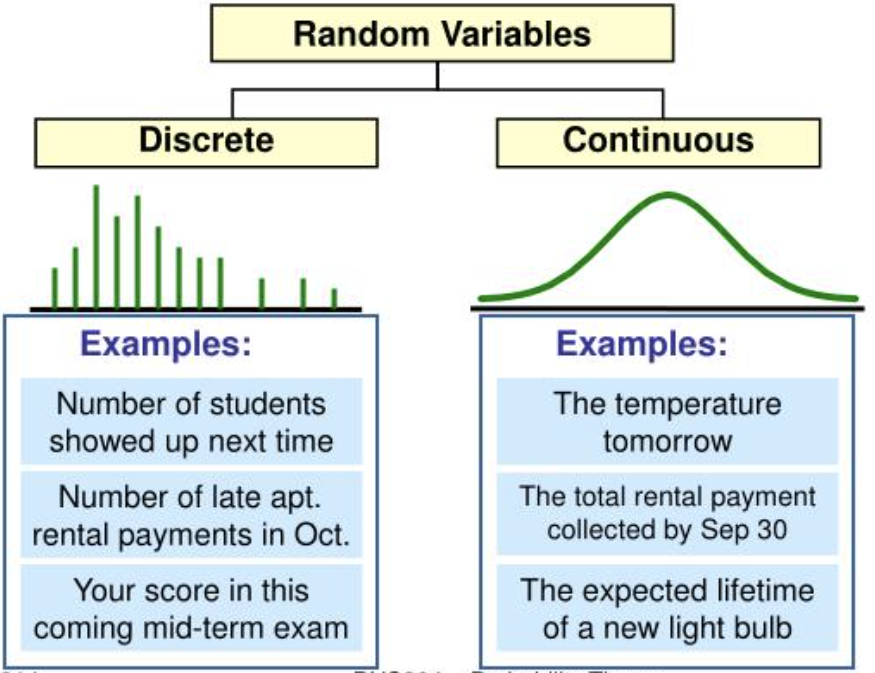 Random Variables
Discrete
Continuous
Examples:
Number of students
showed up next time
Number of late apt.
rental payments in Oct.
Your score in this
coming mid-term exam
Examples:
The temperature
tomorrow
The total rental payment
collected by Sep 30
The expected lifetime
of a new light bulb